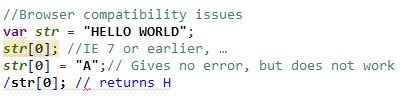 //Browser compatibility issues
var str = "HELLO WORLD";
str[0]; //IE 7 or earlier, …
str[0] = "A";// Gives no error, but does not work
/str[0]; // returns H